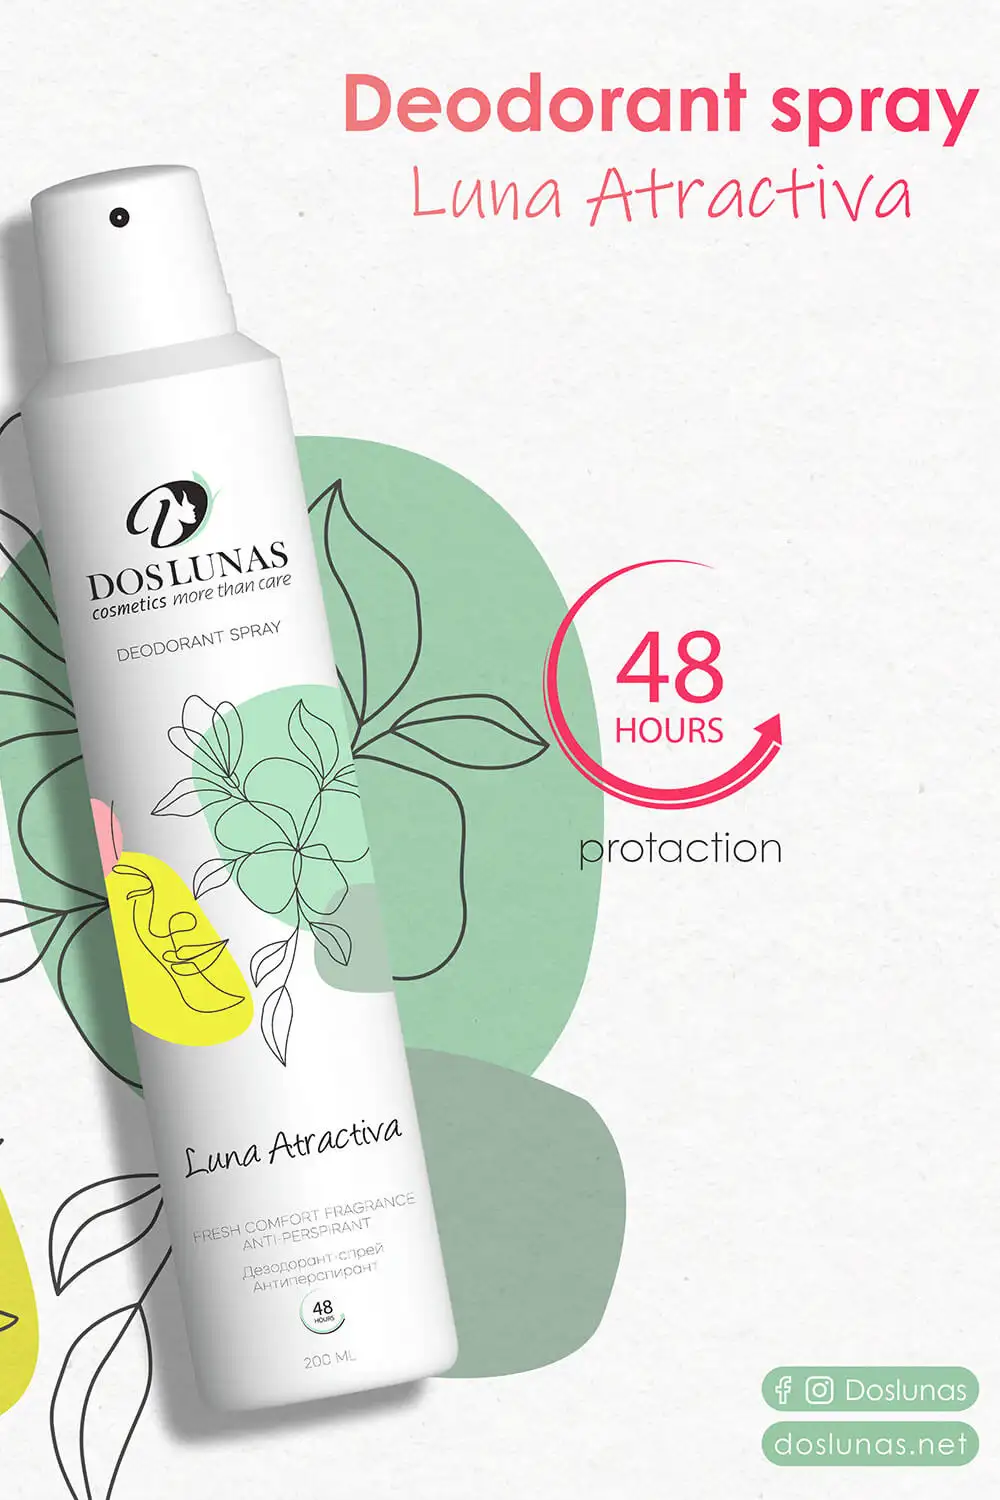 Deodorant spray
Luna Atractiva
DOSLUNAS
cosmetics more than care
DEODORANT SPRAY
48
HOURS
protaction
Luna Atractiva
FRESH COMFORT FRAGRANCE
ANTI-PERSPIRANT
Дезодорант-спрей
Антиперспирант
48
HOURS
200 ML
Doslunas
doslunas.net